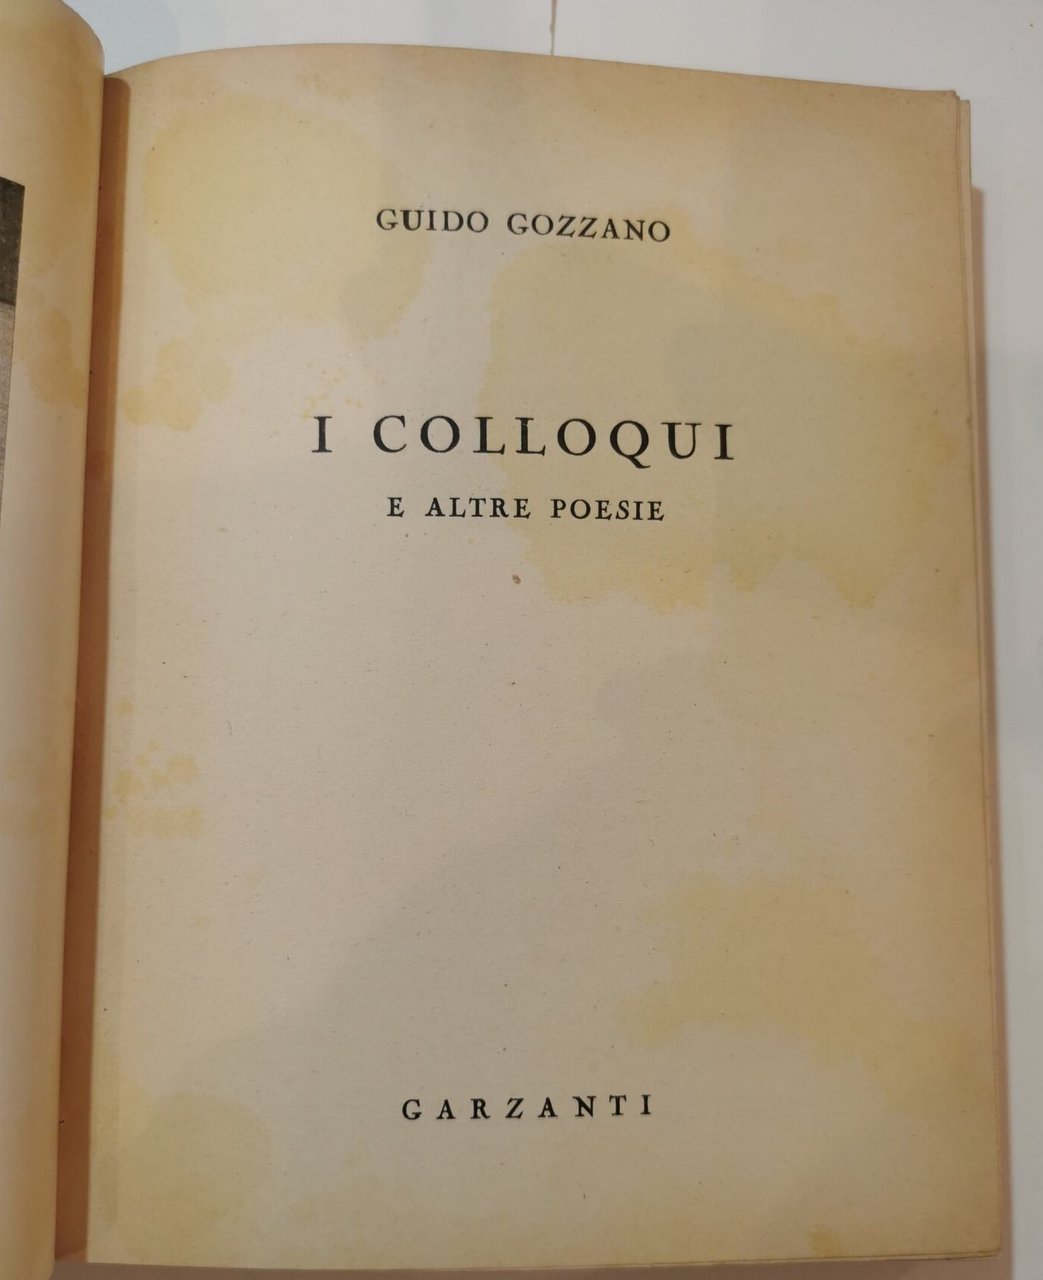 GUIDO GOZZANO
I COLLOQUI
E ALTRE POESIE
GARZANTI